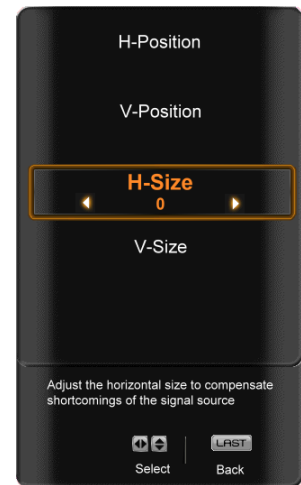 H-Position
V-Position
H-Size
0
V-Size
Adjust the horizontal size to compensate
shortcomings of the signal source
LAST
Select
Back